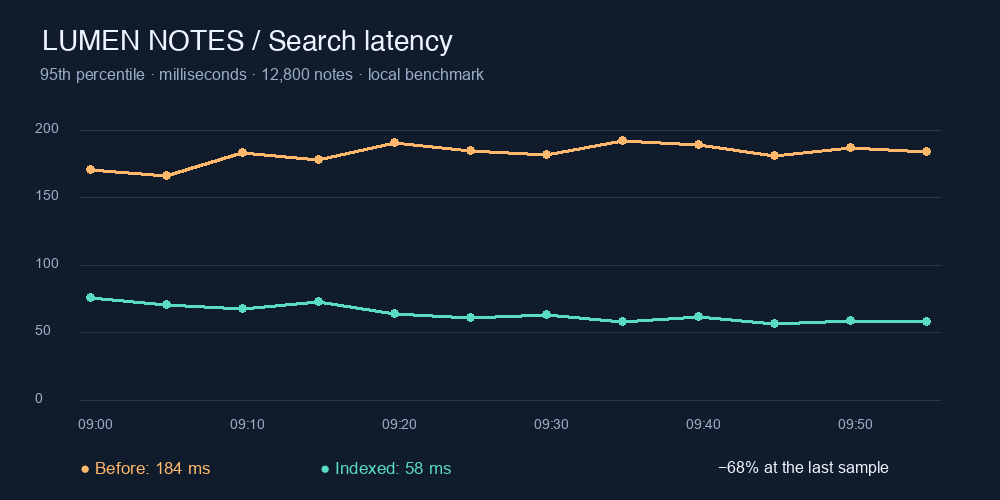 LUMEN NOTES / Search latency
95th percentile · milliseconds · 12,800 notes · local benchmark
200
150
100
50
0
09:00 09:10 09:20 09:30 09:40 09:50
● Before: 184 ms ● Indexed: 58 ms −68% at the last sample